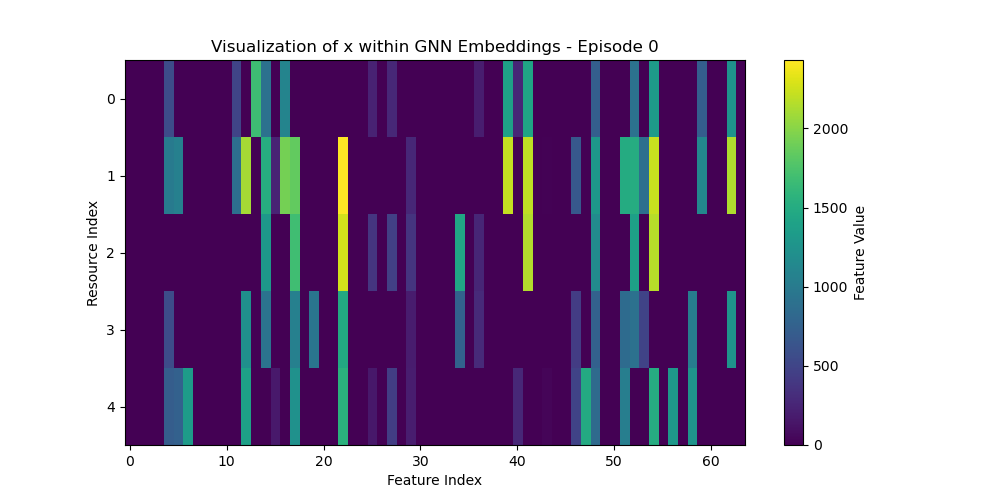 Visualization of x within GNN Embeddings - Episode 0
Resource Index
0
1
2
3
4
0 10 20 30 40 50 60
Feature Index
2000
1500
1000
500
0
Feature Value